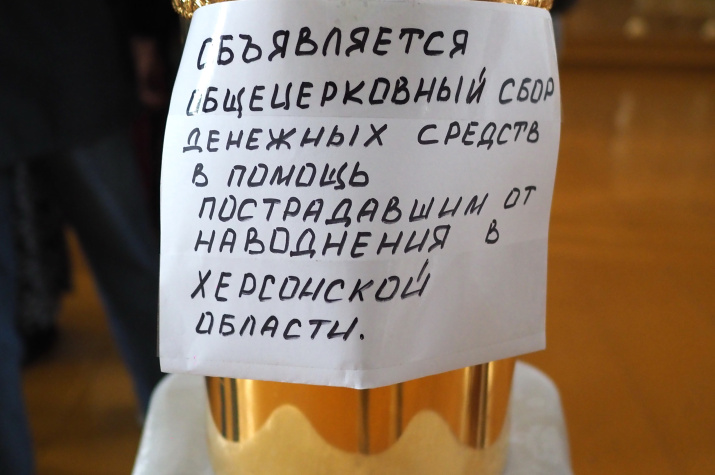 ОБЪЯВЛЯЕТСЯ
ОБЩЕЦЕРКОВНЫЙ СБОР
ДЕНЕЖНЫХ СРЕДСТВ
В ПОМОЩЬ
ПОСТРАДАВШИМ ОТ
НАВОДНЕНИЯ В
ХЕРСОНСКОЙ
ОБЛАСТИ.